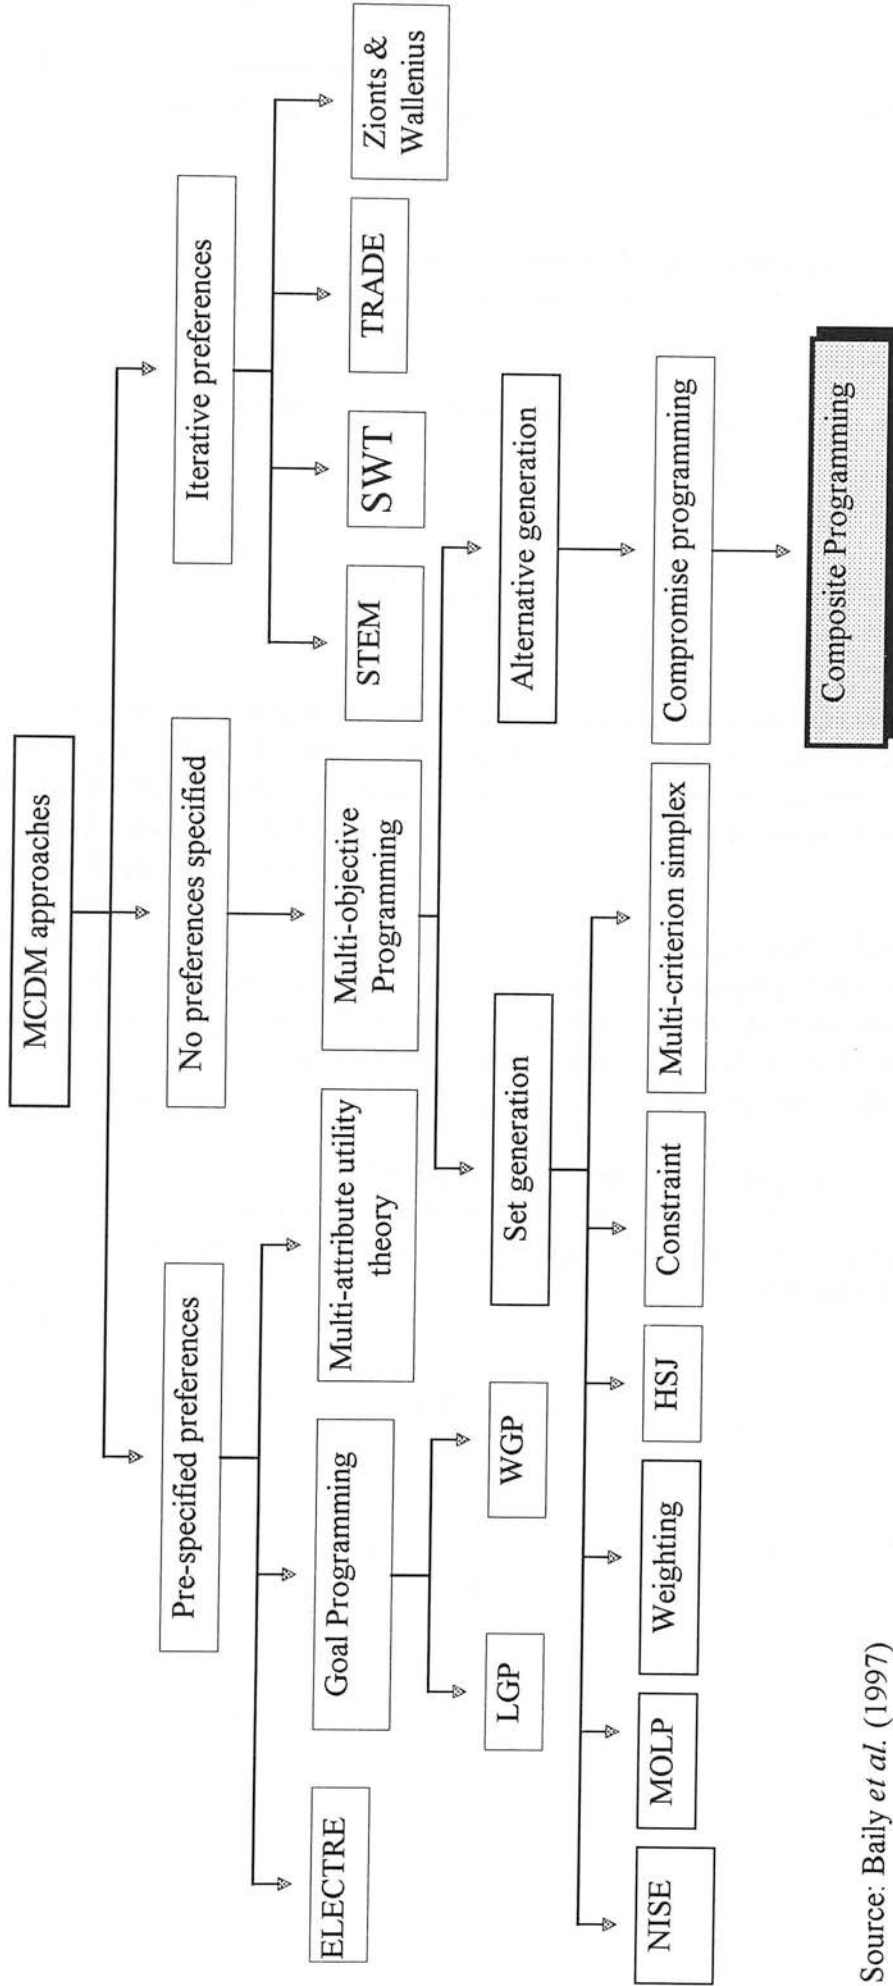 MCDM approaches
Pre-specified preferences
No preferences specified
Iterative preferences
ELECTRE
Goal Programming
Multi-attribute utility
theory
Multi-objective
Programming
STEM
SWT
TRADE
Zionts &
Wallenius
LGP
WGP
Set generation
Alternative generation
NISE
MOLP
Weighting
HSJ
Constraint
Multi-criterion simplex
Compromise programming
Composite Programming
Source: Baily et al. (1997)